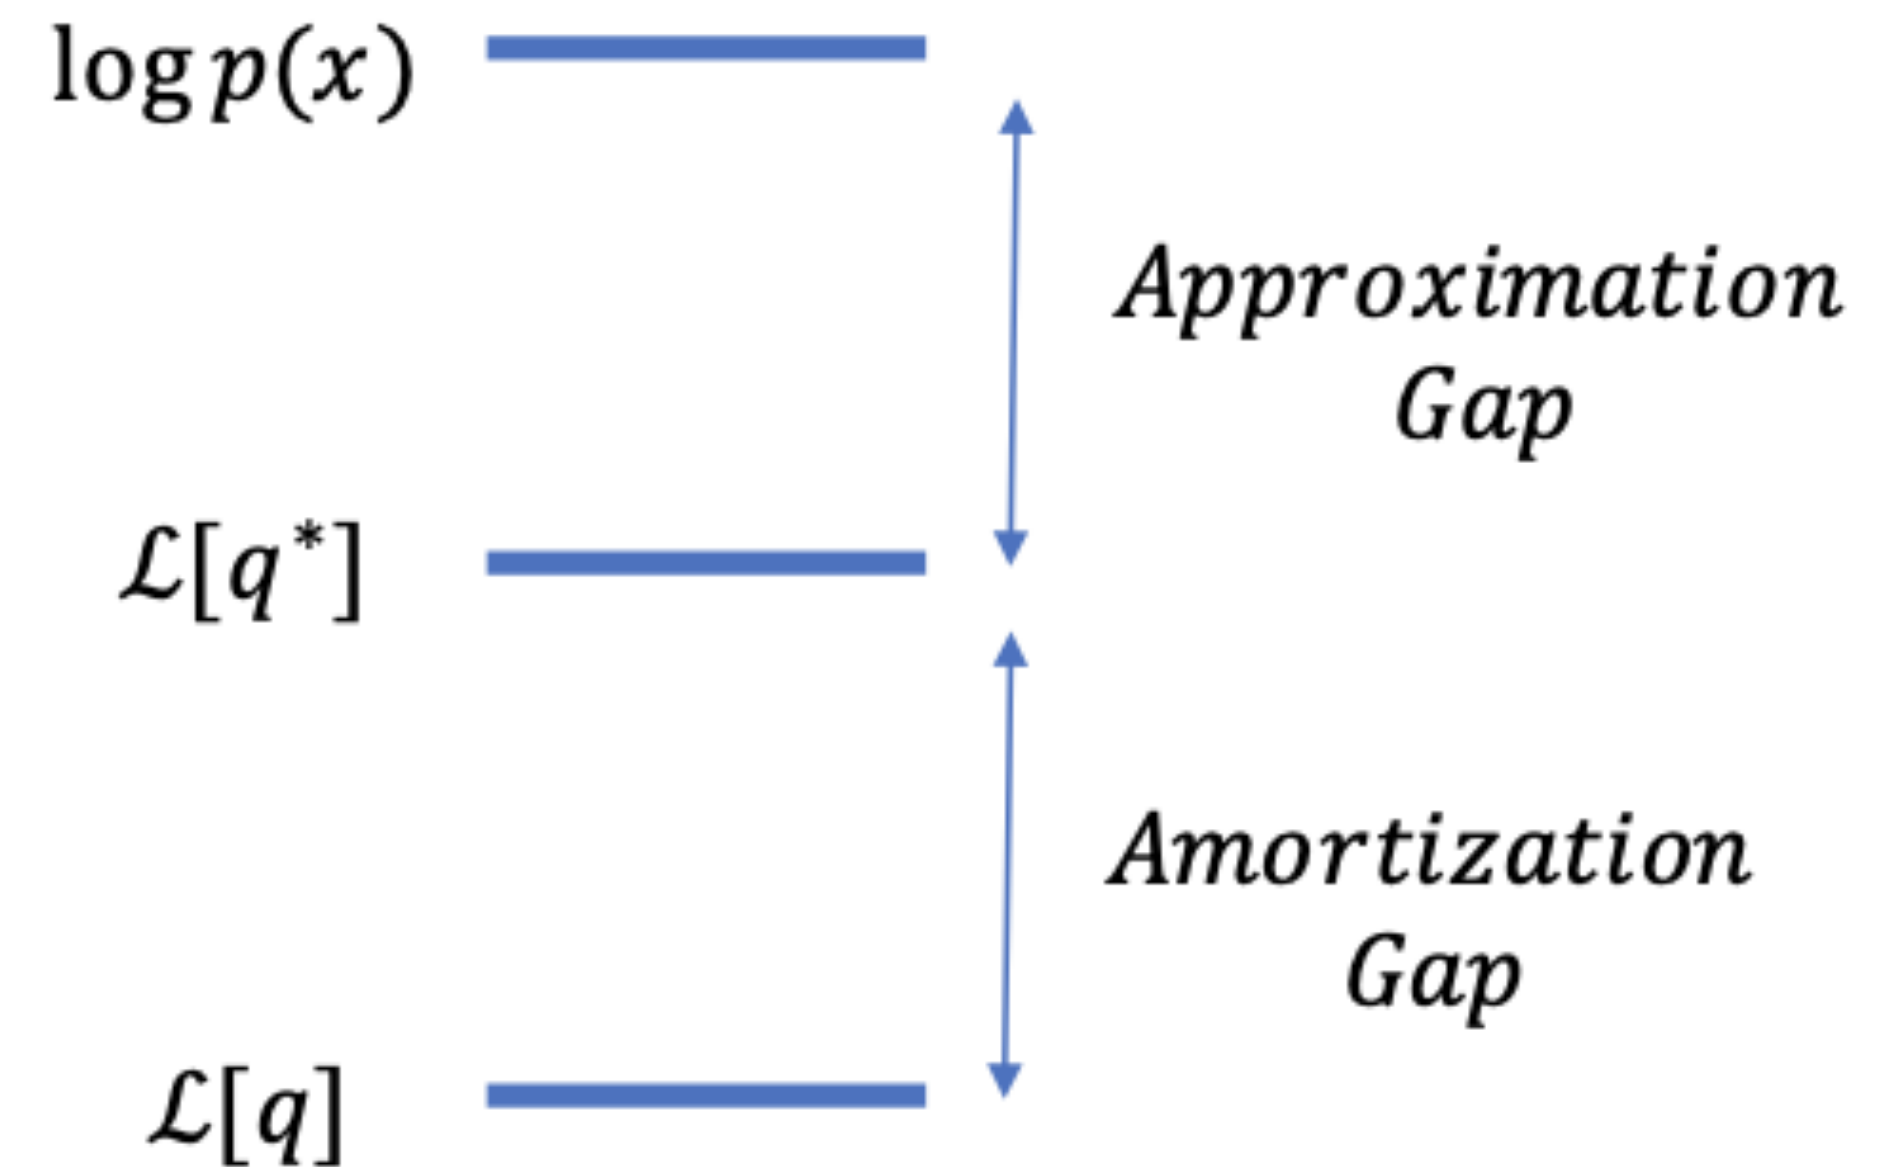 log p(x)
Approximation
Gap
ℒ[q*]
Amortization
Gap
ℒ[q]